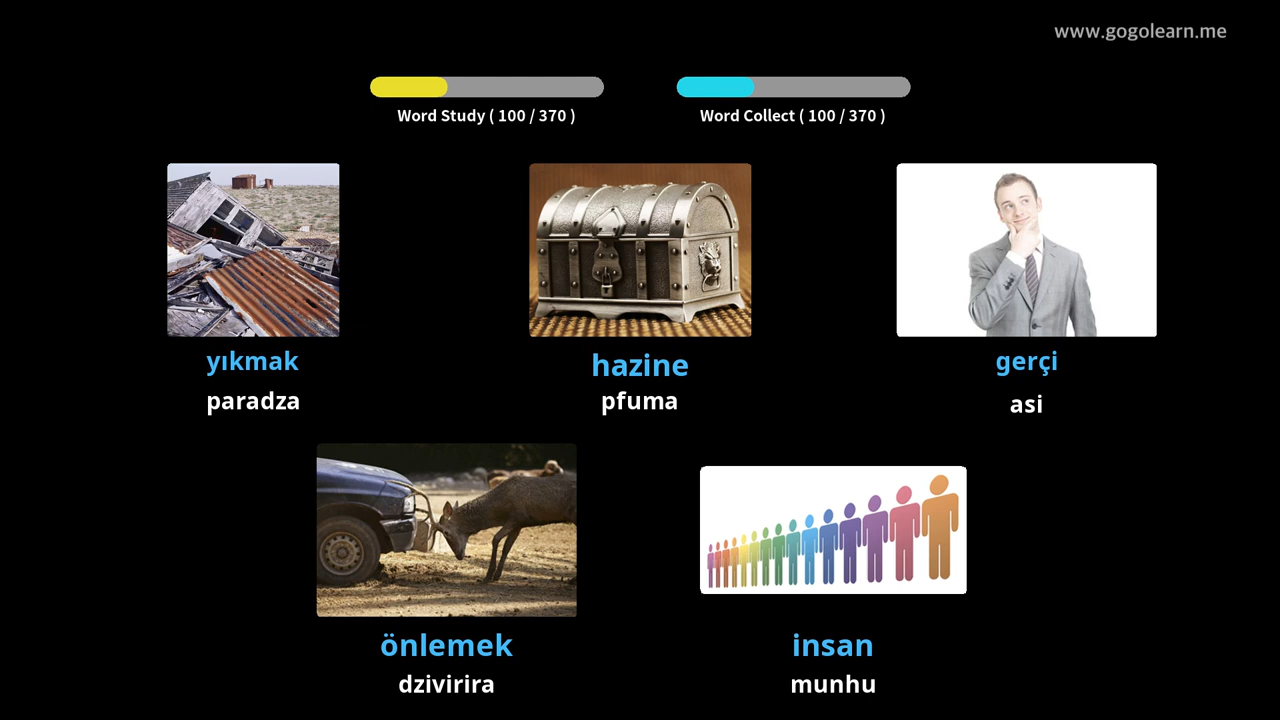 www.gogolearn.me
Word Study ( 100 / 370 )
Word Collect ( 100 / 370 )
yıkmak
paradza
hazine
pfuma
gerçi
asi
önlemek
dzivirira
insan
munhu